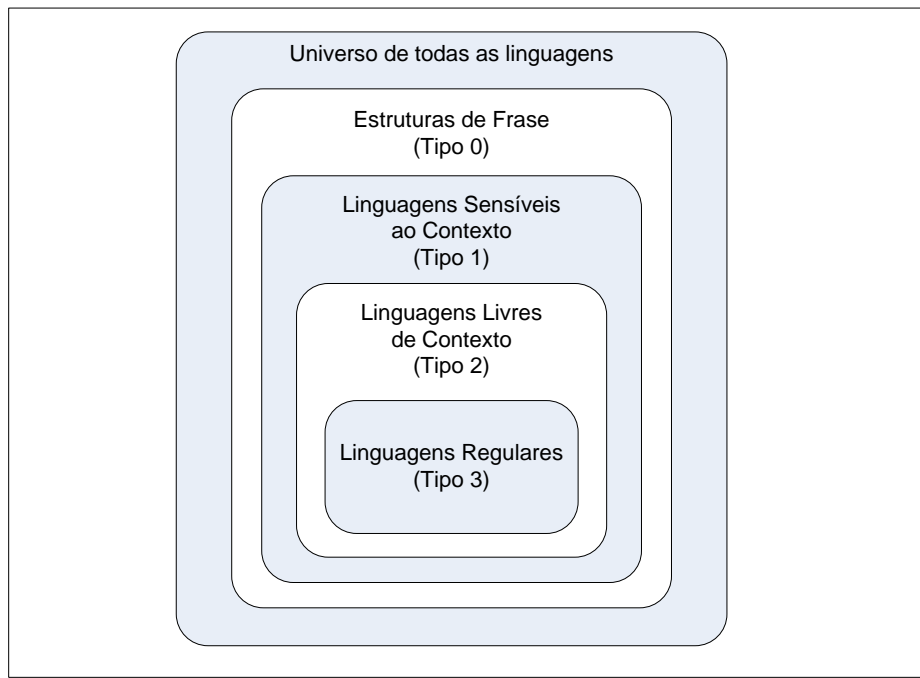 Universo de todas as linguagens
Estruturas de Frase
(Tipo 0)
Linguagens Sensíveis
ao Contexto
(Tipo 1)
Linguagens Livres
de Contexto
(Tipo 2)
Linguagens Regulares
(Tipo 3)